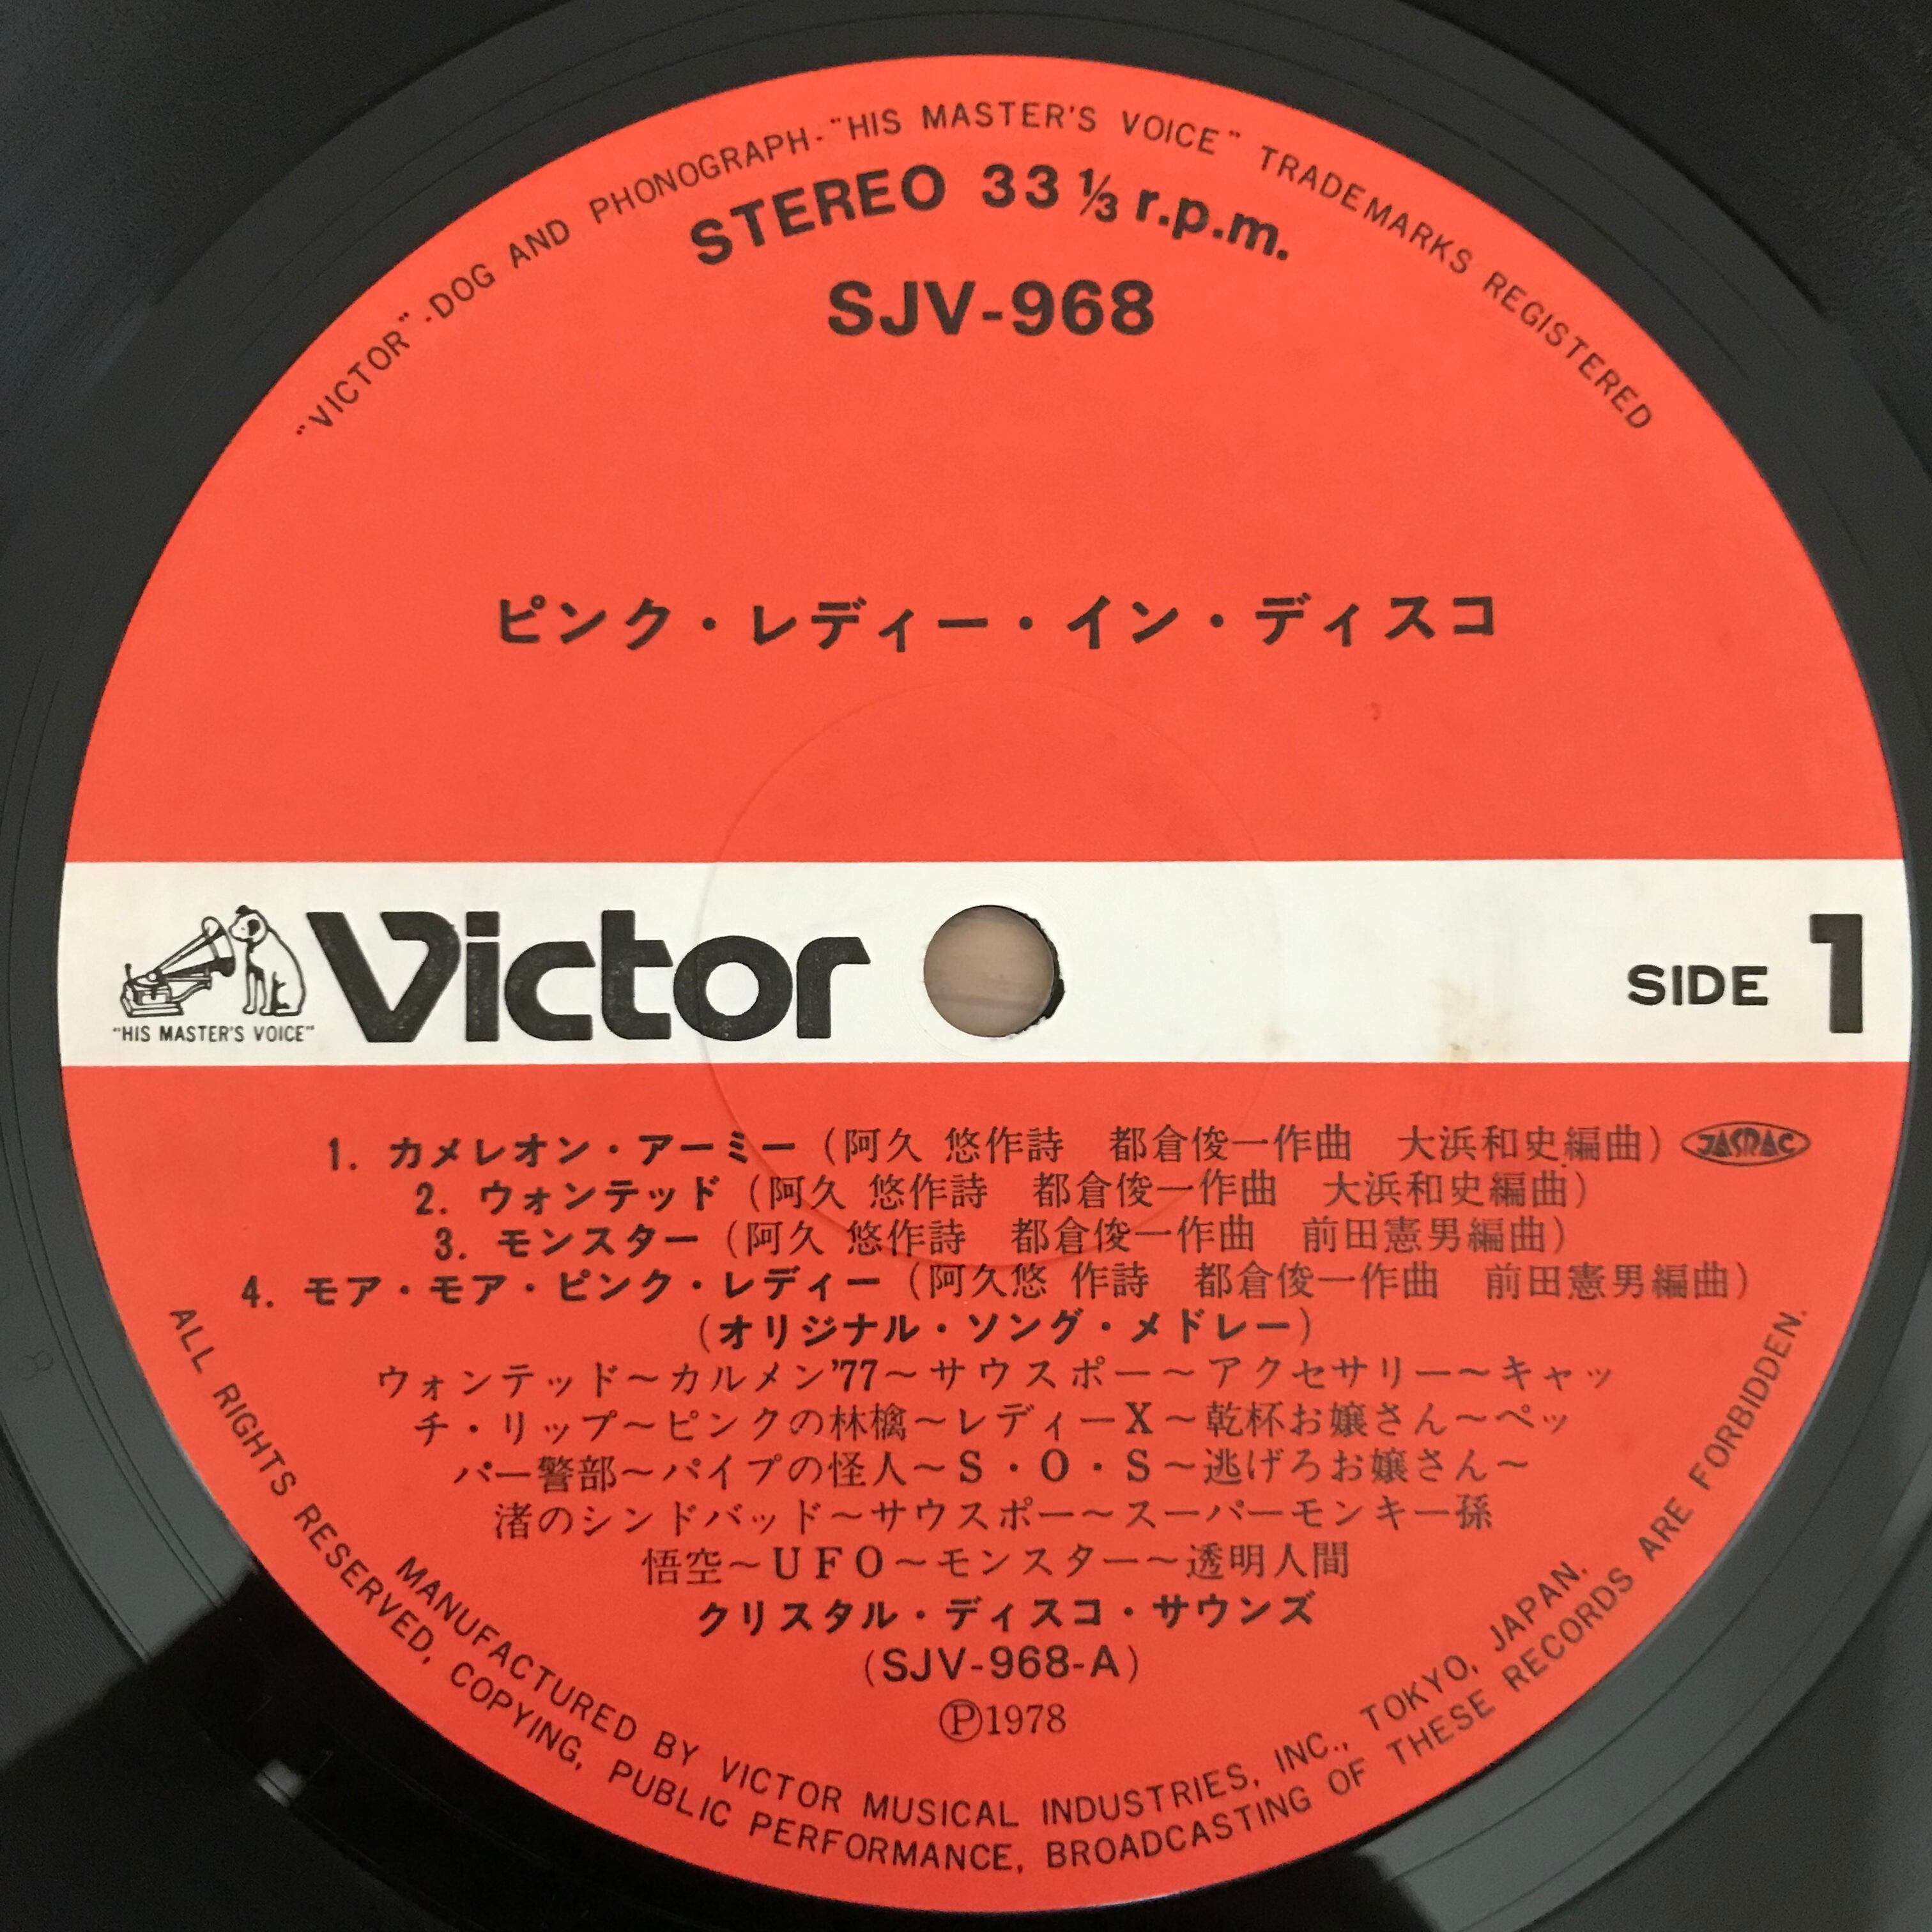 "VICTOR"-DOG AND PHONOGRAPH-"HIS MASTER'S VOICE" TRADEMARKS REGISTERED
STEREO 33 ⅓ r.p.m.
SJV-968
ピンク・レディー・イン・ディスコ
Victor
"HIS MASTER'S VOICE"
SIDE 1
1. カメレオン・アーミー（阿久 悠作詩　都倉俊一作曲　大浜和史編曲） JASRAC
2. ウォンテッド（阿久 悠作詩　都倉俊一作曲　大浜和史編曲）
3. モンスター（阿久 悠作詩　都倉俊一作曲　前田憲男編曲）
4. モア・モア・ピンク・レディー（阿久悠 作詩　都倉俊一作曲　前田憲男編曲）
（オリジナル・ソング・メドレー）
ウォンテッド～カルメン'77～サウスポー～アクセサリー～キャッ
チ・リップ～ピンクの林檎～レディーX～乾杯お嬢さん～ペッ
パー警部～パイプの怪人～S・O・S～逃げろお嬢さん～
渚のシンドバッド～サウスポー～スーパーモンキー孫
悟空～UFO～モンスター～透明人間
クリスタル・ディスコ・サウンズ
(SJV-968-A)
Ⓟ1978
MANUFACTURED BY VICTOR MUSICAL INDUSTRIES, INC., TOKYO, JAPAN.
ALL RIGHTS RESERVED, COPYING, PUBLIC PERFORMANCE, BROADCASTING OF THESE RECORDS ARE FORBIDDEN.